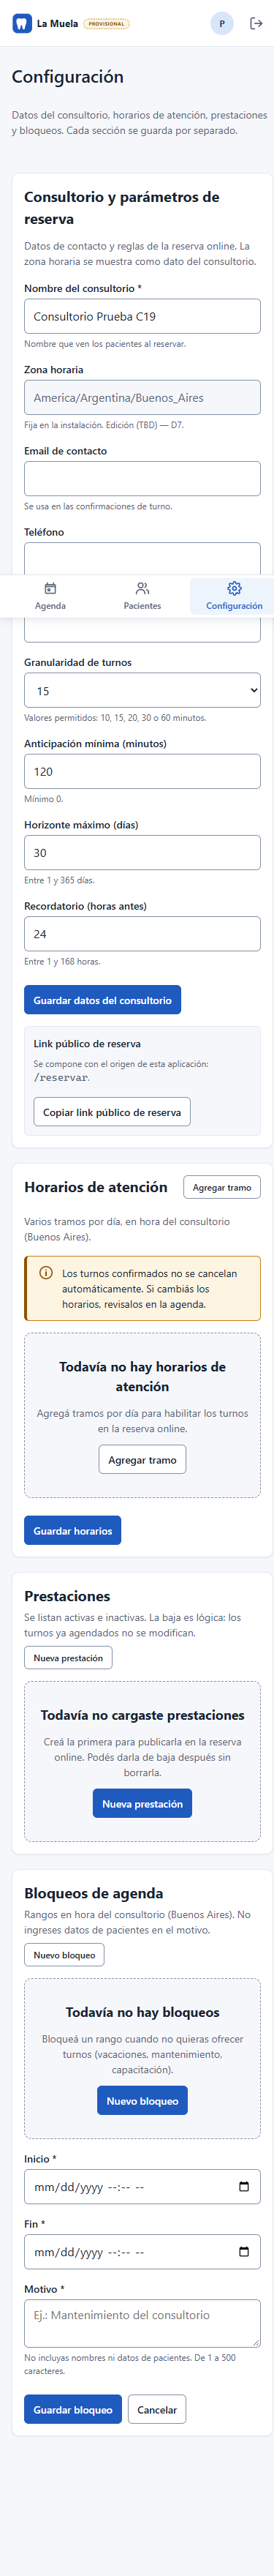 La Muela PROVISIONAL P
Configuración
Datos del consultorio, horarios de atención, prestaciones
y bloqueos. Cada sección se guarda por separado.
Consultorio y parámetros de
reserva
Datos de contacto y reglas de la reserva online. La
zona horaria se muestra como dato del consultorio.
Nombre del consultorio *
Consultorio Prueba C19
Nombre que ven los pacientes al reservar.
Zona horaria
America/Argentina/Buenos_Aires
Fija en la instalación. Edición (TBD) — D7.
Email de contacto
Se usa en las confirmaciones de turno.
Teléfono
Agenda Pacientes Configuración
Granularidad de turnos
15
Valores permitidos: 10, 15, 20, 30 o 60 minutos.
Anticipación mínima (minutos)
120
Mínimo 0.
Horizonte máximo (días)
30
Entre 1 y 365 días.
Recordatorio (horas antes)
24
Entre 1 y 168 horas.
Guardar datos del consultorio
Link público de reserva
Se compone con el origen de esta aplicación:
/reservar.
Copiar link público de reserva
Horarios de atención Agregar tramo
Varios tramos por día, en hora del consultorio
(Buenos Aires).
Los turnos confirmados no se cancelan
automáticamente. Si cambiás los
horarios, revisalos en la agenda.
Todavía no hay horarios de
atención
Agregá tramos por día para habilitar los turnos
en la reserva online.
Agregar tramo
Guardar horarios
Prestaciones
Se listan activas e inactivas. La baja es lógica: los
turnos ya agendados no se modifican.
Nueva prestación
Todavía no cargaste prestaciones
Creá la primera para publicarla en la reserva
online. Podés darla de baja después sin
borrarla.
Nueva prestación
Bloqueos de agenda
Rangos en hora del consultorio (Buenos Aires). No
ingreses datos de pacientes en el motivo.
Nuevo bloqueo
Todavía no hay bloqueos
Bloqueá un rango cuando no quieras ofrecer
turnos (vacaciones, mantenimiento,
capacitación).
Nuevo bloqueo
Inicio *
mm/dd/yyyy --:-- --
Fin *
mm/dd/yyyy --:-- --
Motivo *
Ej.: Mantenimiento del consultorio
No incluyas nombres ni datos de pacientes. De 1 a 500
caracteres.
Guardar bloqueo Cancelar